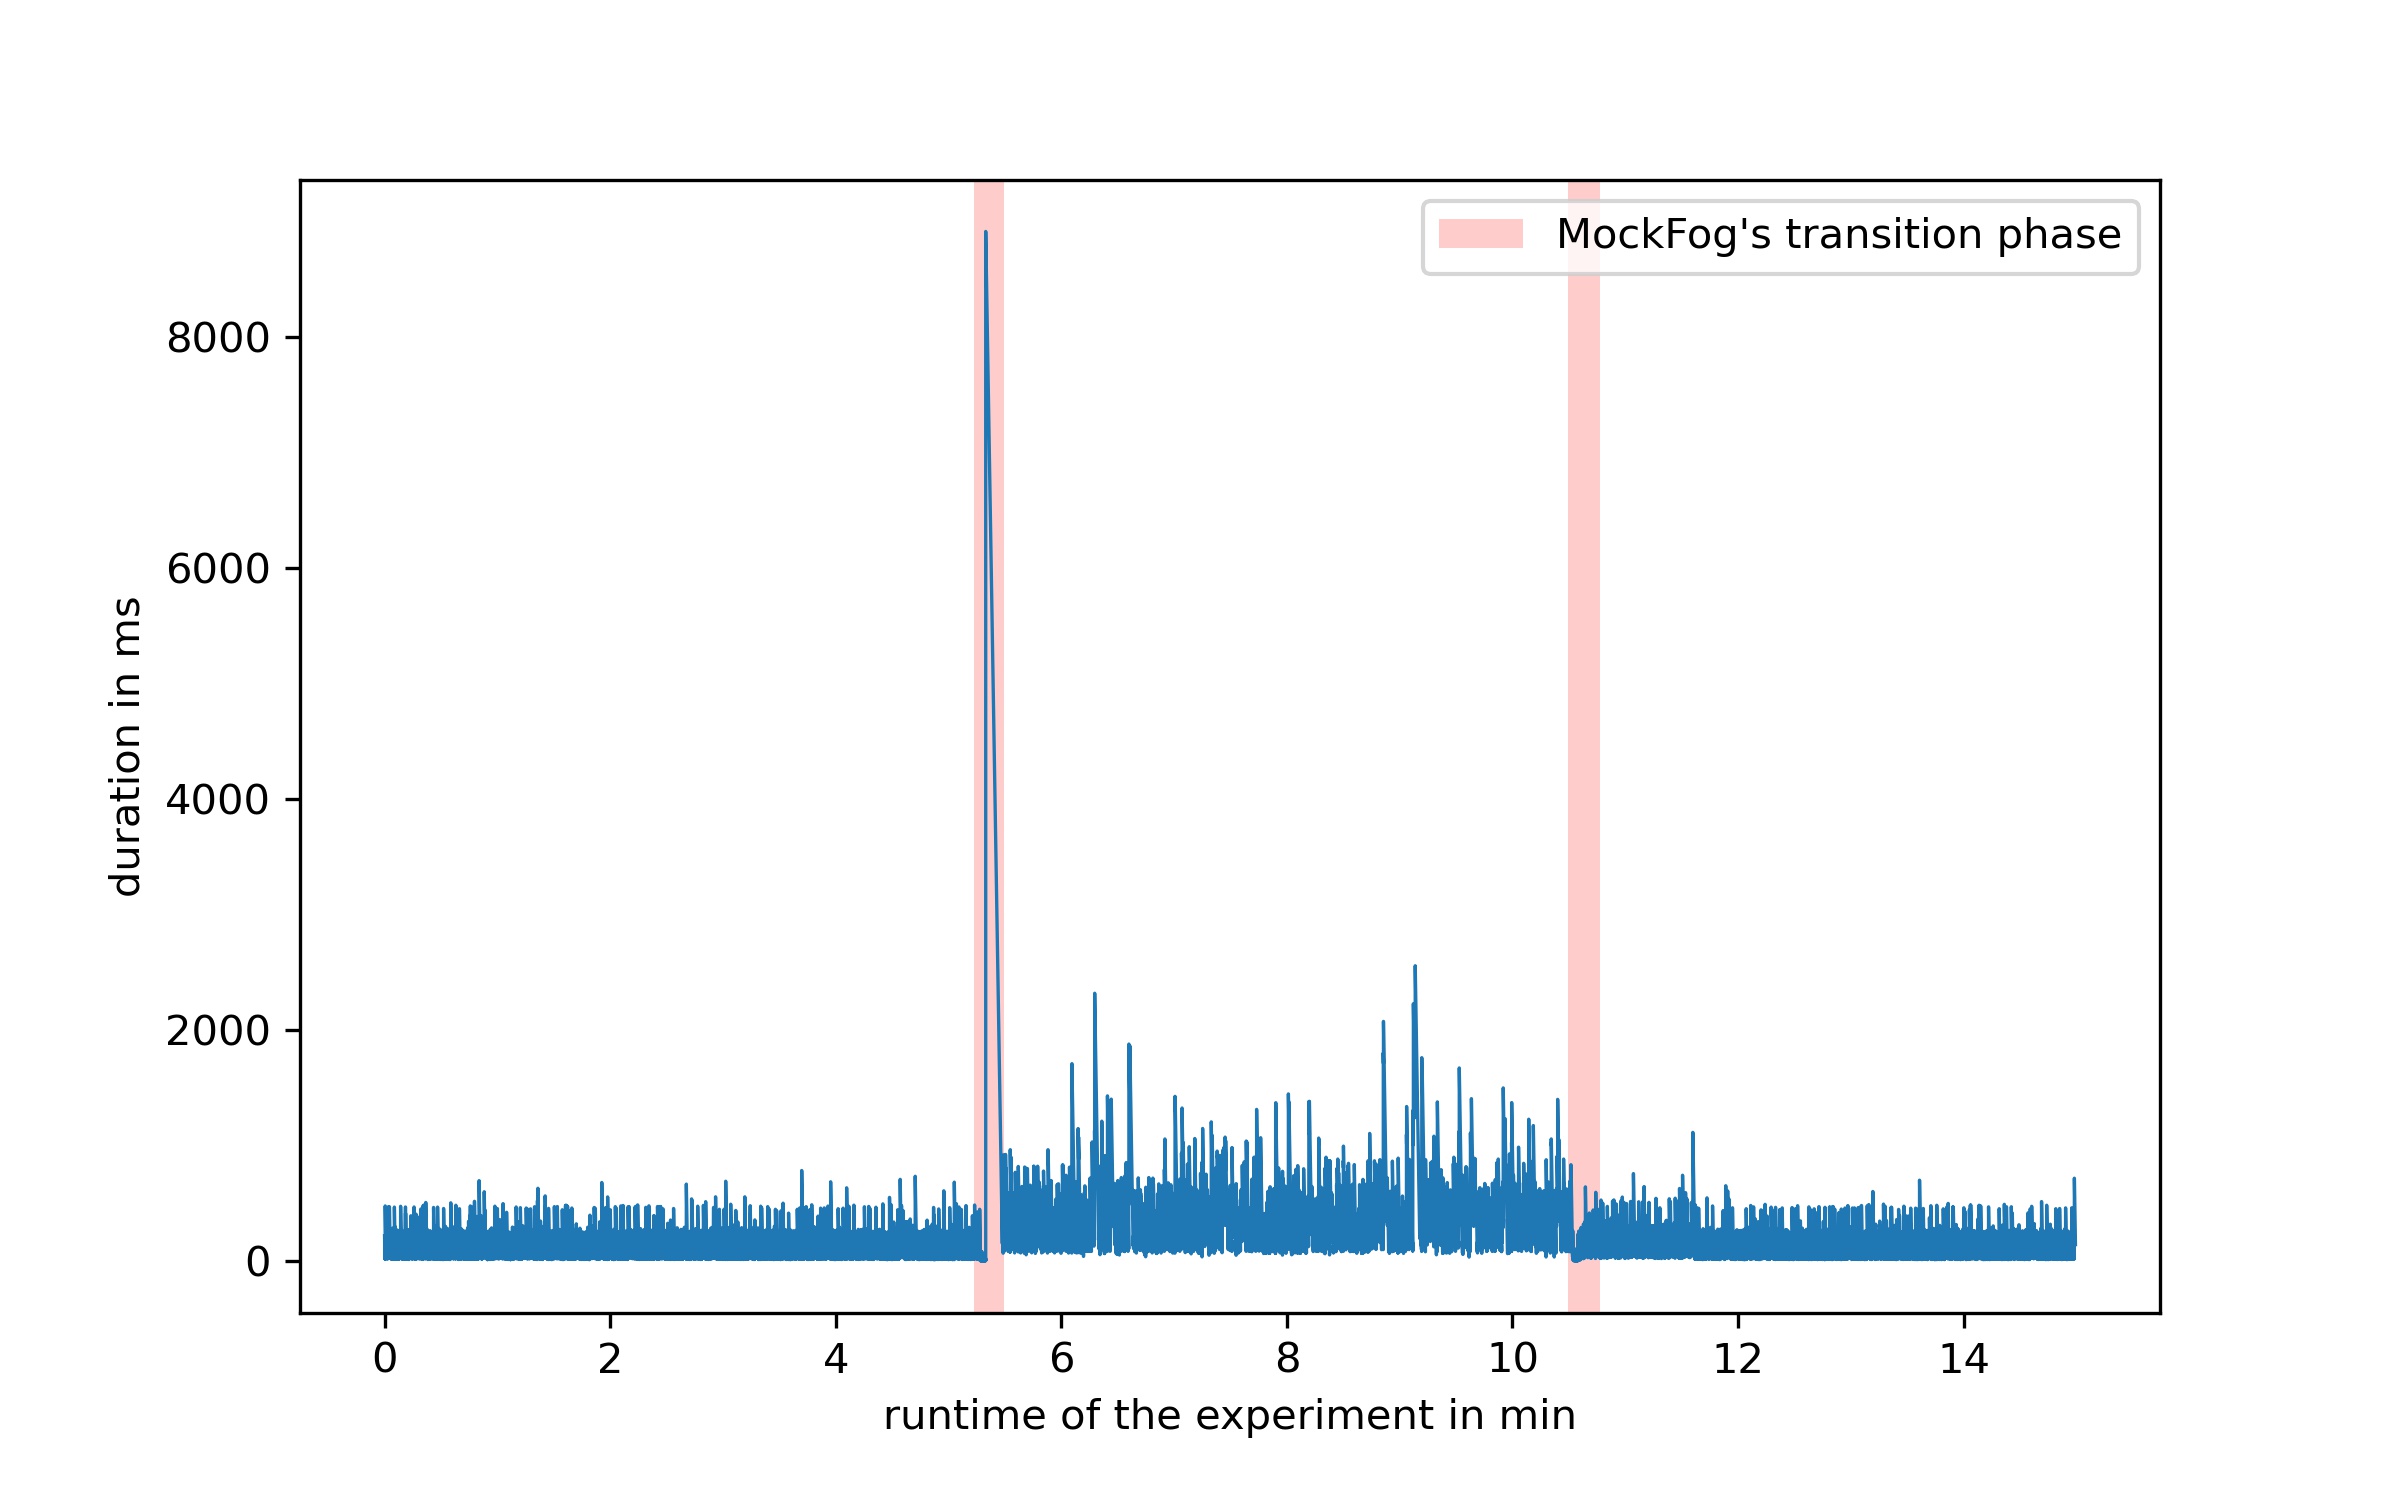 MockFog's transition phase
8000
6000
4000
2000
0
duration in ms
0 2 4 6 8 10 12 14
runtime of the experiment in min